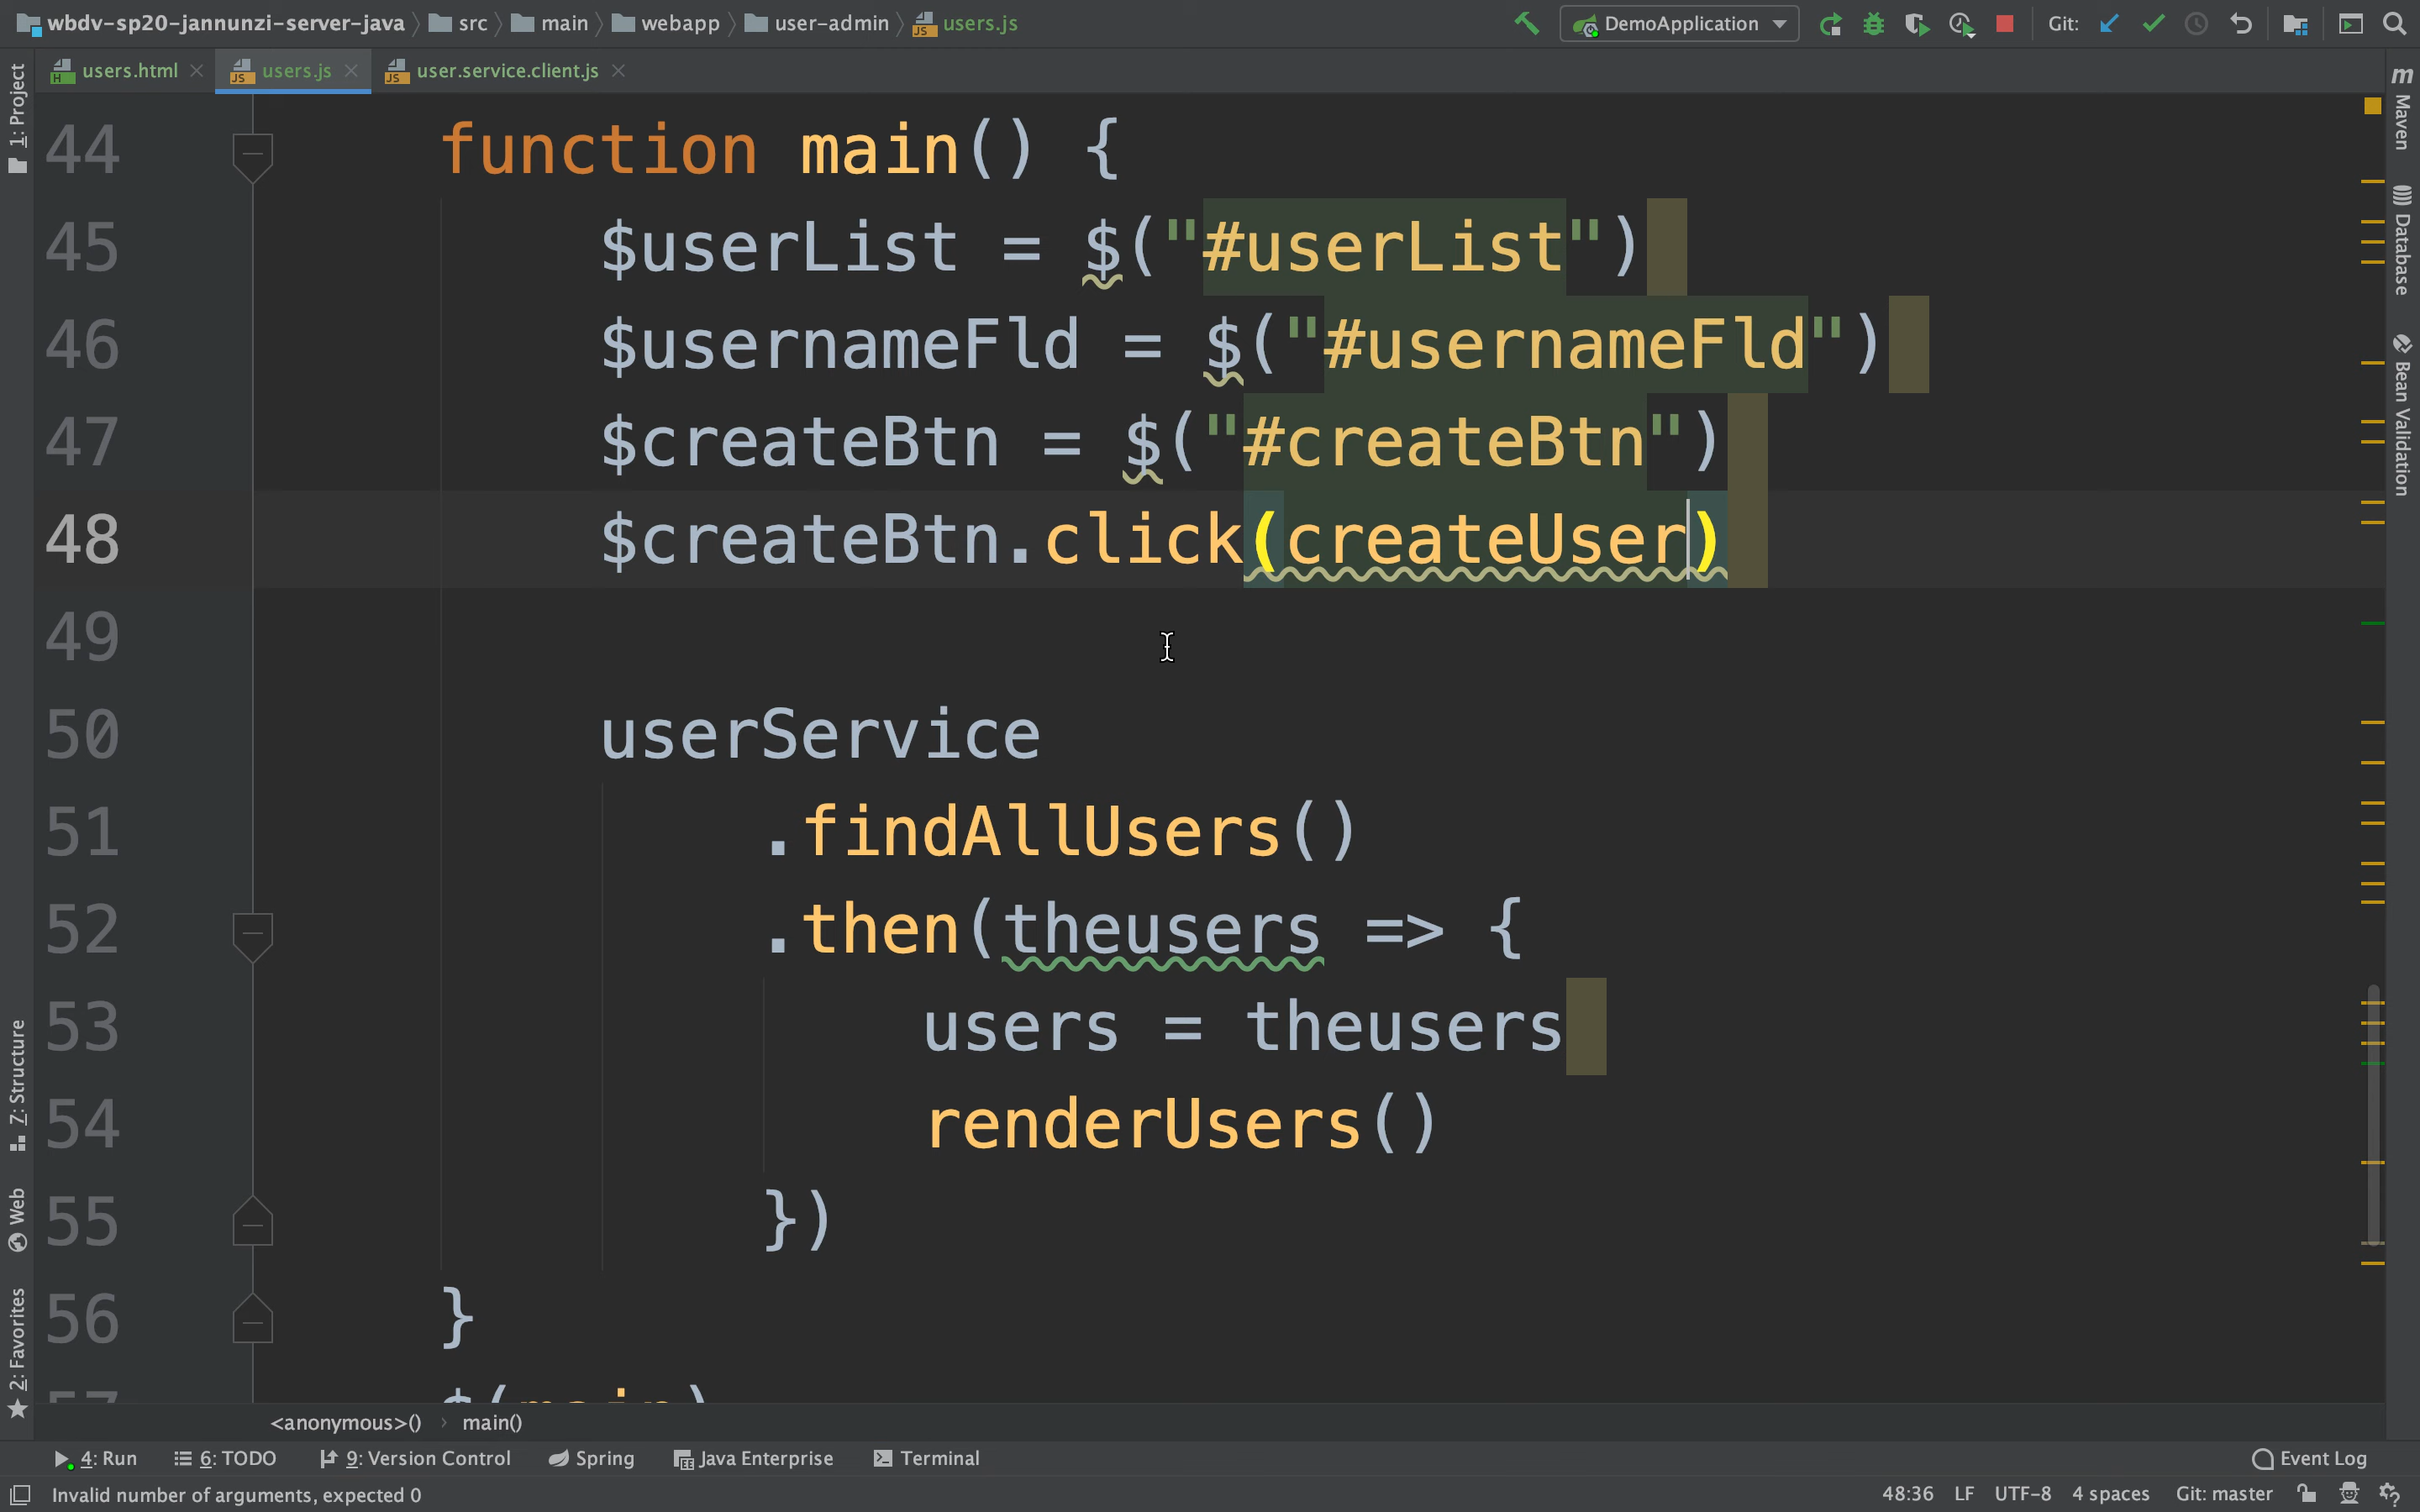 wbdv-sp20-jannunzi-server-java src main webapp user-admin users.js DemoApplication Git:
users.html users.js user.service.client.js
1: Project
Z: Structure
Web
2: Favorites
44 function main() {
45 $userList = $("#userList")
46 $usernameFld = $("#usernameFld")
47 $createBtn = $("#createBtn")
48 $createBtn.click(createUser)
49
50 userService
51 .findAllUsers()
52 .then(theusers => {
53 users = theusers
54 renderUsers()
55 })
56 }
57 $(main)
m Maven
Database
Bean Validation
<anonymous>() main()
4: Run 6: TODO 9: Version Control Spring Java Enterprise Terminal Event Log
Invalid number of arguments, expected 0 48:36 LF UTF-8 4 spaces Git: master